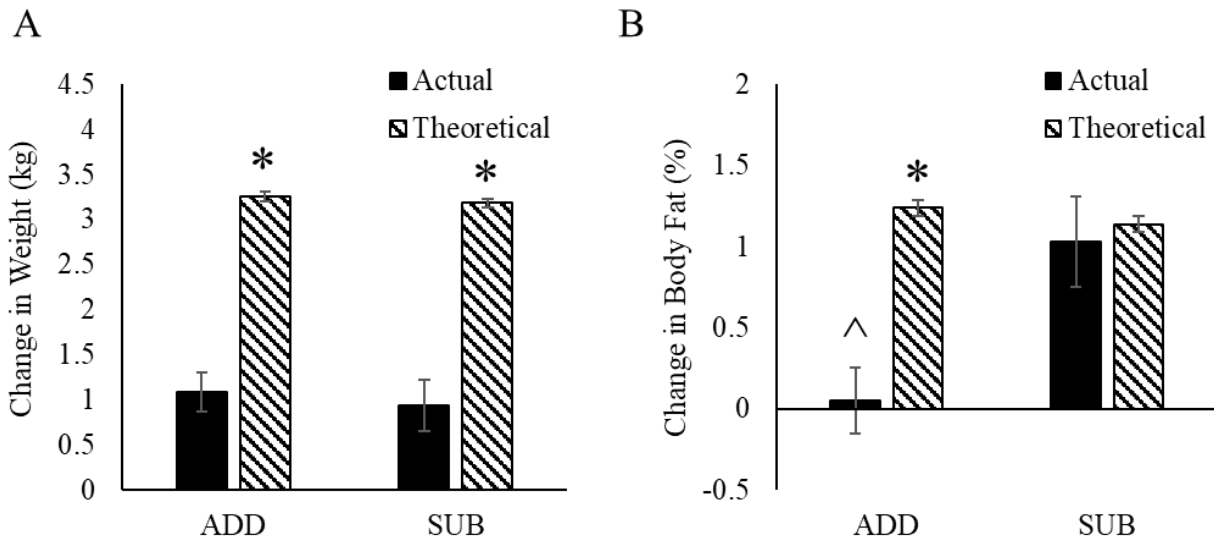 A
Change in Weight (kg)
4.5
4
3.5
3
2.5
2
1.5
1
0.5
0
Actual
Theoretical
*
*
ADD
SUB
B
Change in Body Fat (%)
2
1.5
1
0.5
0
-0.5
Actual
Theoretical
*
^
ADD
SUB